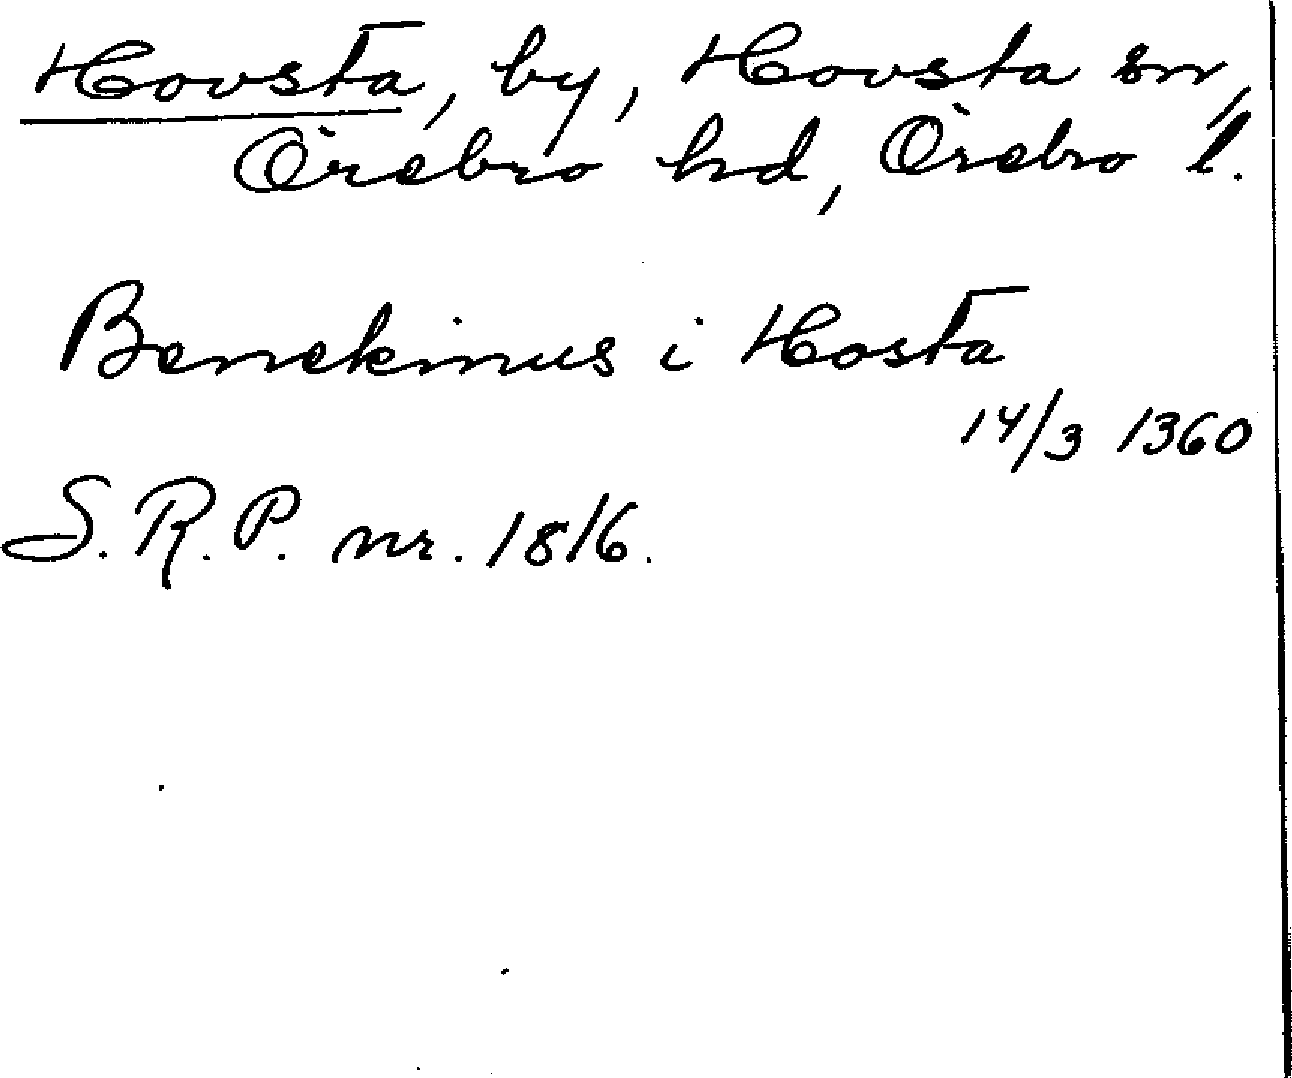 Hovsta, by, Hovsta sn,
Örebro hd, Örebro l.
Benekinus i Hosta
14/3 1360
S.R.P. nr. 1816.